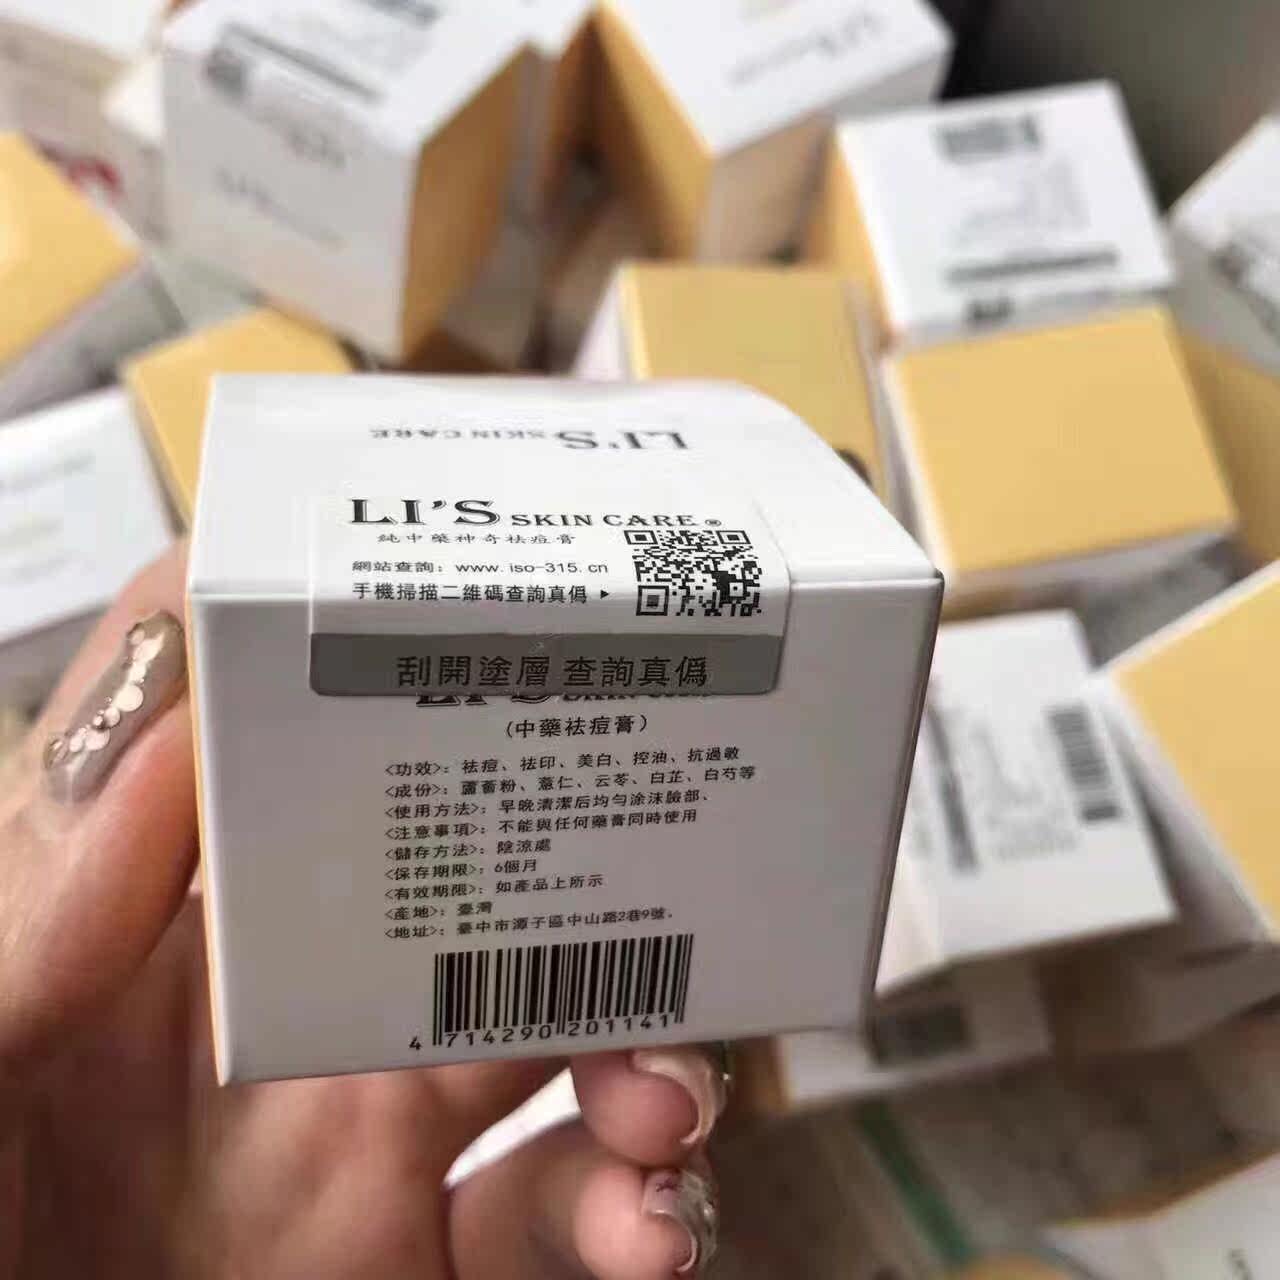 LI'S SKIN CARE
LI'S SKIN CARE®
純中藥神奇祛痘膏
網站查詢：www.iso-315.cn
手機掃描二維碼查詢真僞 ▸
刮開塗層 查詢真僞
(中藥祛痘膏)
<功效>：祛痘、祛印、美白、控油、抗過敏
<成份>：蘆薈粉、薏仁、云苓、白芷、白芍等
<使用方法>：早晚清潔后均勻涂沫臉部、
<注意事項>：不能與任何藥膏同時使用
<儲存方法>：陰涼處
<保存期限>：6個月
<有效期限>：如產品上所示
<產地>：臺灣
<地址>：臺中市潭子區中山路2巷9號.
4 714290 201141